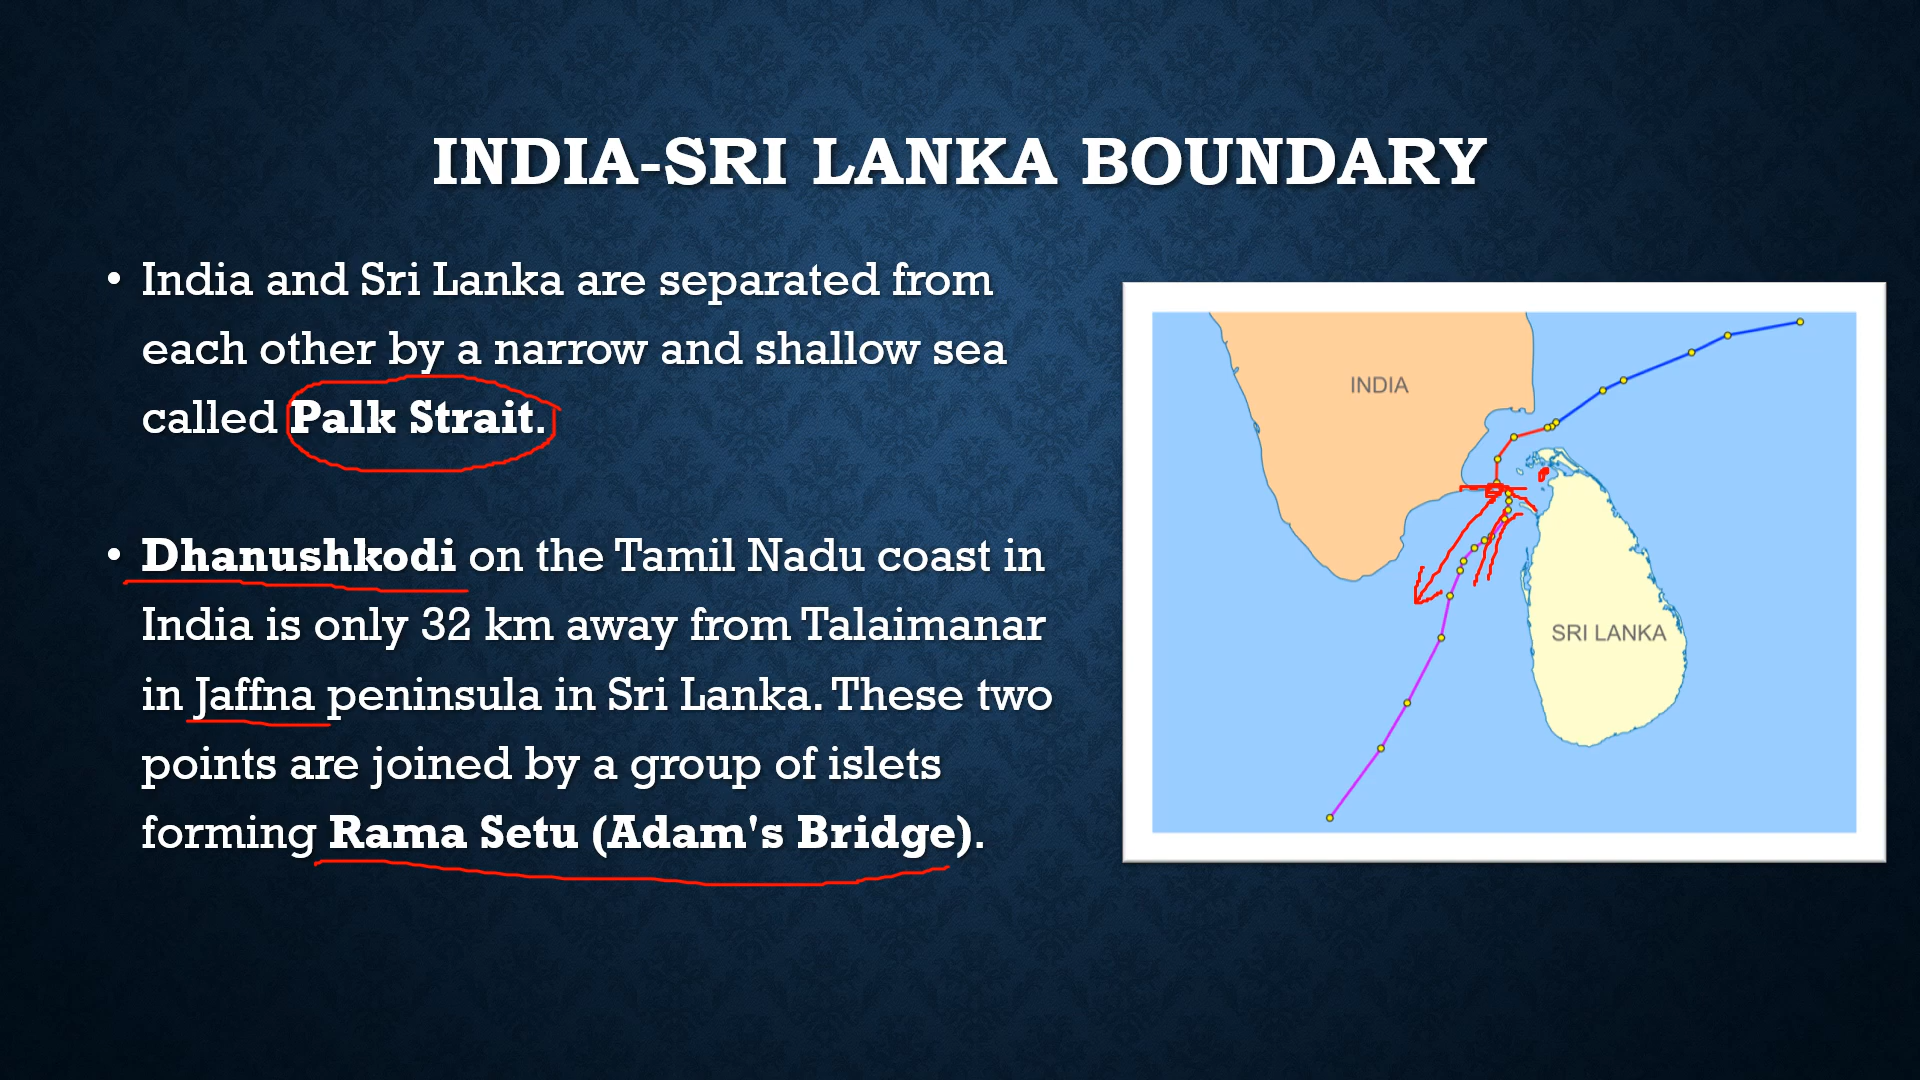 INDIA-SRI LANKA BOUNDARY
• India and Sri Lanka are separated from
each other by a narrow and shallow sea
called Palk Strait.
• Dhanushkodi on the Tamil Nadu coast in
India is only 32 km away from Talaimanar
in Jaffna peninsula in Sri Lanka. These two
points are joined by a group of islets
forming Rama Setu (Adam's Bridge).
INDIA
SRI LANKA